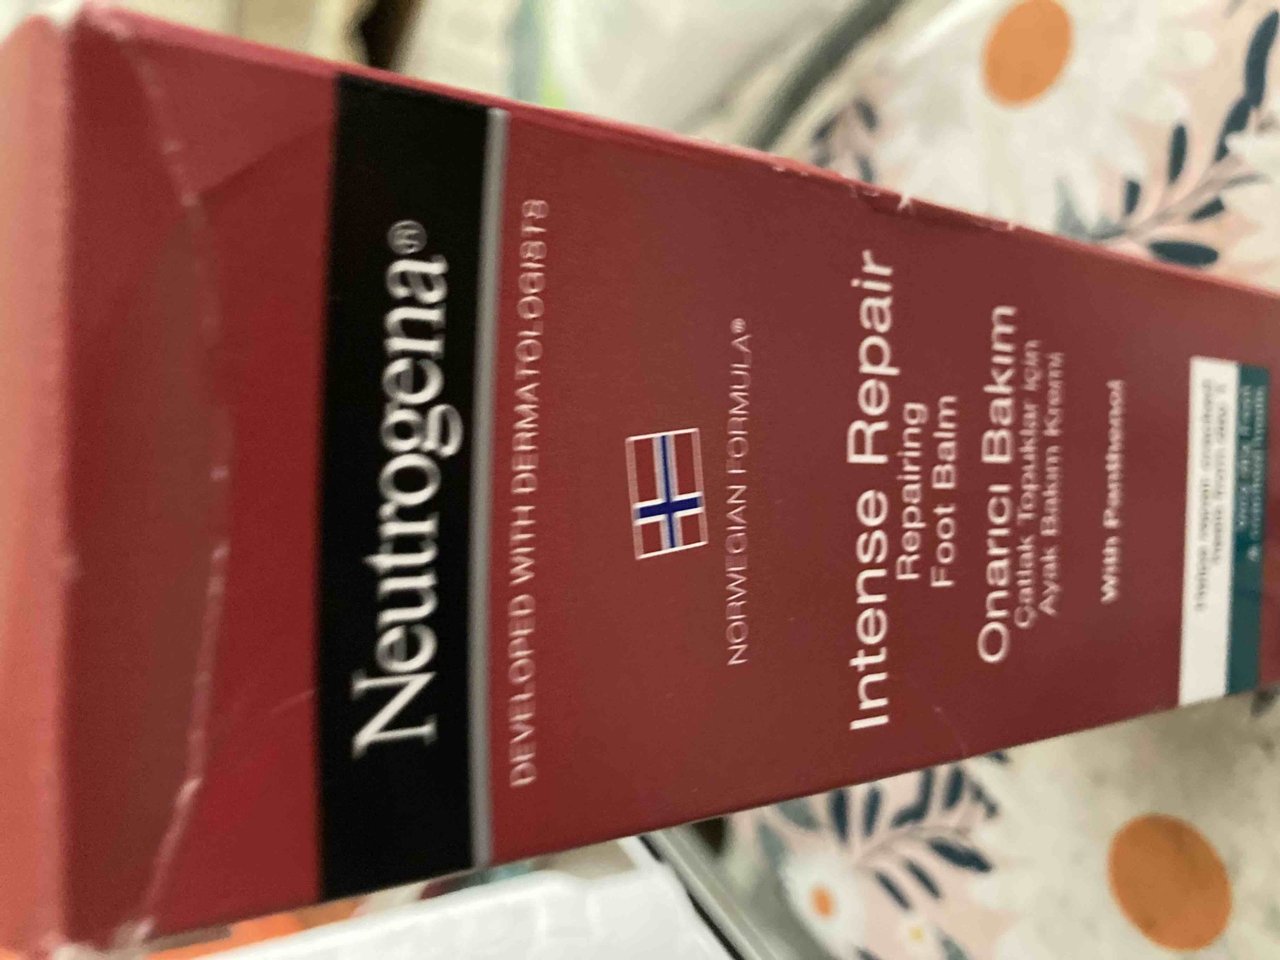 Neutrogena®
DEVELOPED WITH DERMATOLOGISTS
NORWEGIAN FORMULA®
Intense Repair
Repairing
Foot Balm
Onarıcı Bakım
Çatlak Topuklar için
Ayak Bakım Kremi
With Panthenol